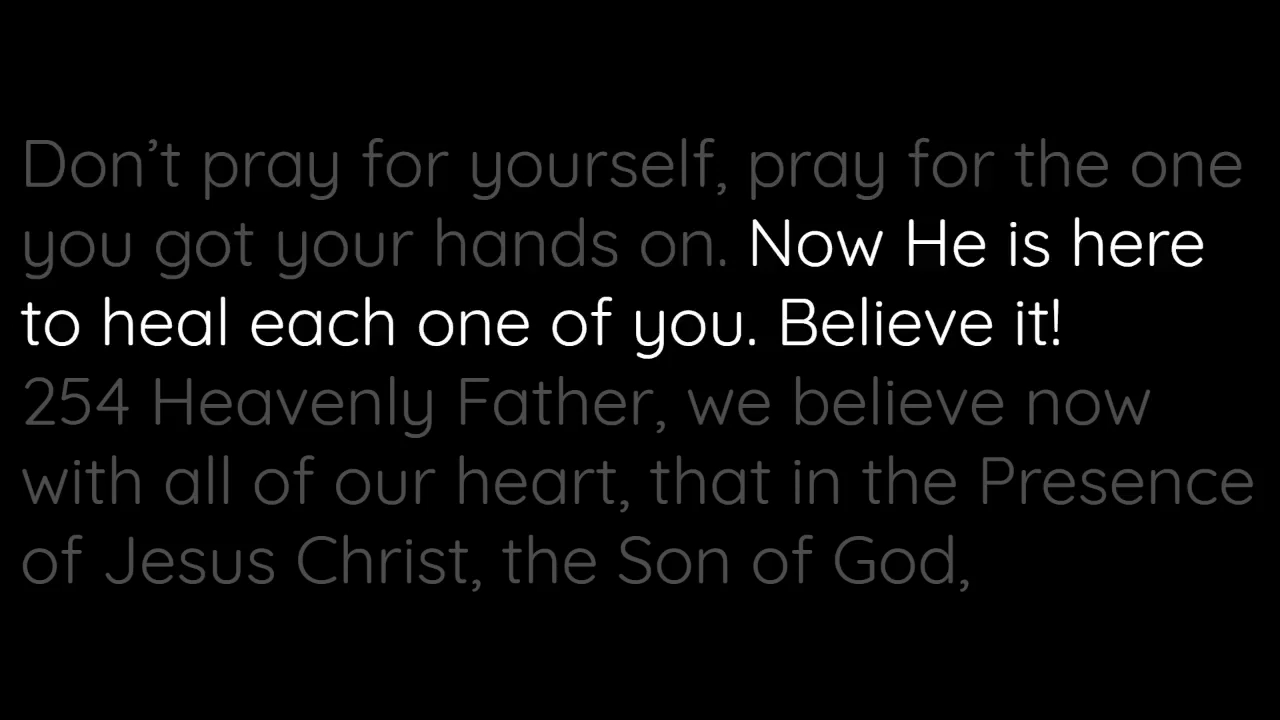 Don’t pray for yourself, pray for the one
you got your hands on. Now He is here
to heal each one of you. Believe it!
254 Heavenly Father, we believe now
with all of our heart, that in the Presence
of Jesus Christ, the Son of God,